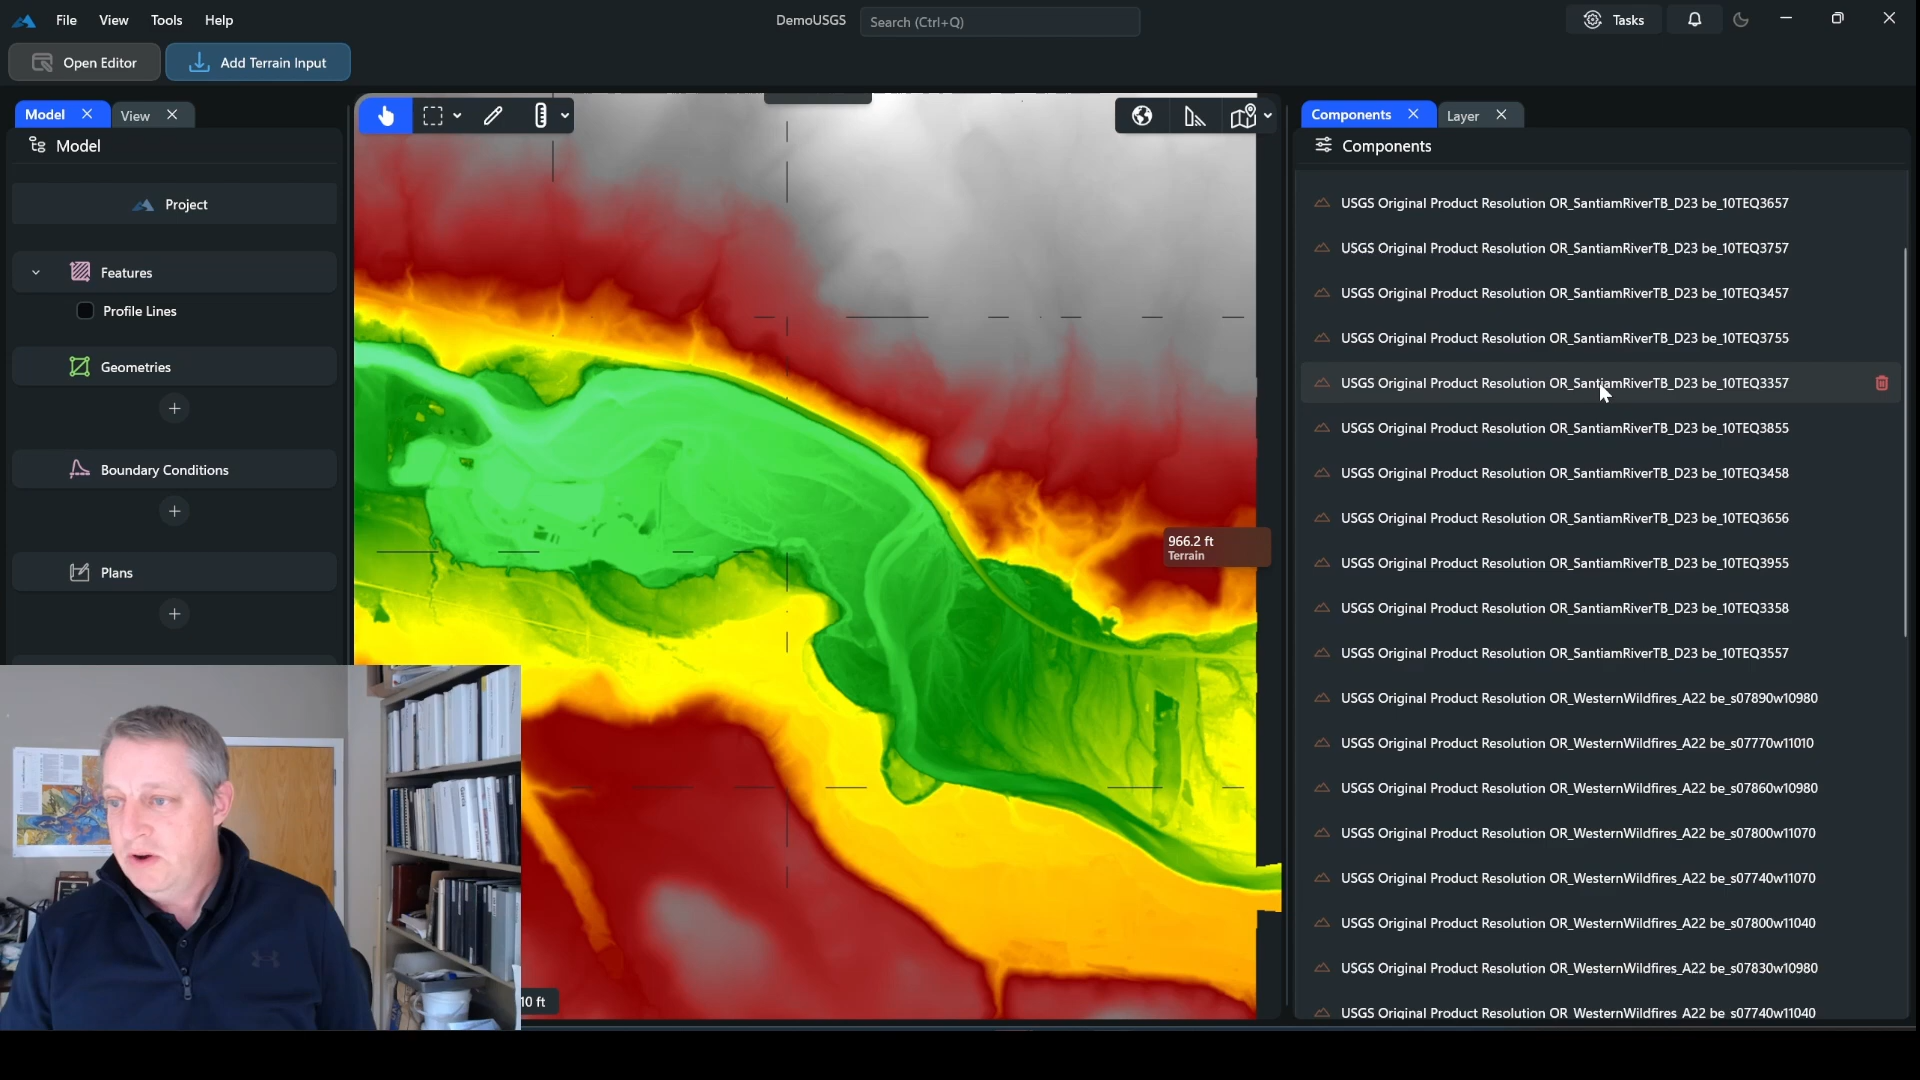 File View Tools Help
DemoUSGS
Search (Ctrl+Q)
Tasks
Open Editor
Add Terrain Input
Model
View
Model
Project
Features
Profile Lines
Geometries
Boundary Conditions
Plans
966.2 ft
Terrain
10 ft
Components
Layer
Components
USGS Original Product Resolution OR_SantiamRiverTB_D23 be_10TEQ3657
USGS Original Product Resolution OR_SantiamRiverTB_D23 be_10TEQ3757
USGS Original Product Resolution OR_SantiamRiverTB_D23 be_10TEQ3457
USGS Original Product Resolution OR_SantiamRiverTB_D23 be_10TEQ3755
USGS Original Product Resolution OR_SantiamRiverTB_D23 be_10TEQ3357
USGS Original Product Resolution OR_SantiamRiverTB_D23 be_10TEQ3855
USGS Original Product Resolution OR_SantiamRiverTB_D23 be_10TEQ3458
USGS Original Product Resolution OR_SantiamRiverTB_D23 be_10TEQ3656
USGS Original Product Resolution OR_SantiamRiverTB_D23 be_10TEQ3955
USGS Original Product Resolution OR_SantiamRiverTB_D23 be_10TEQ3358
USGS Original Product Resolution OR_SantiamRiverTB_D23 be_10TEQ3557
USGS Original Product Resolution OR_WesternWildfires_A22 be_s07890w10980
USGS Original Product Resolution OR_WesternWildfires_A22 be_s07770w11010
USGS Original Product Resolution OR_WesternWildfires_A22 be_s07860w10980
USGS Original Product Resolution OR_WesternWildfires_A22 be_s07800w11070
USGS Original Product Resolution OR_WesternWildfires_A22 be_s07740w11070
USGS Original Product Resolution OR_WesternWildfires_A22 be_s07800w11040
USGS Original Product Resolution OR_WesternWildfires_A22 be_s07830w10980
USGS Original Product Resolution OR_WesternWildfires_A22 be_s07740w11040